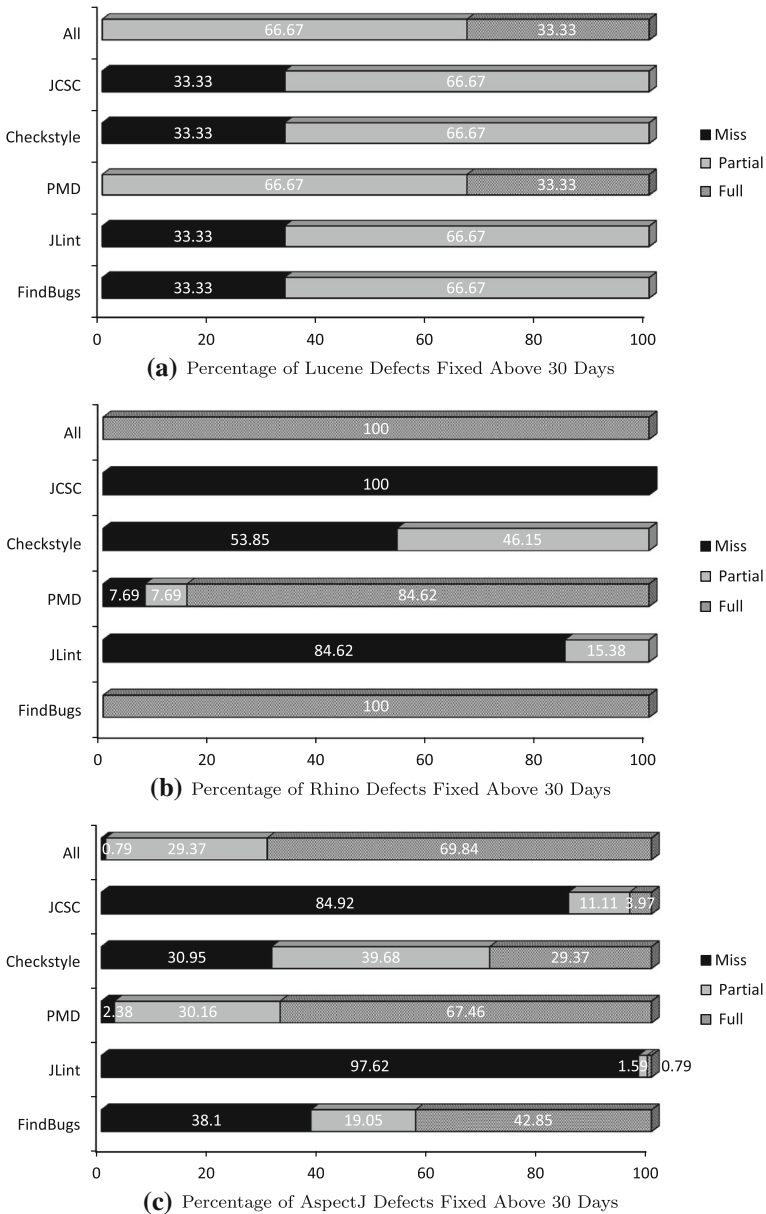 All 66.67 33.33
JCSC 33.33 66.67
Checkstyle 33.33 66.67
PMD 66.67 33.33
JLint 33.33 66.67
FindBugs 33.33 66.67
Miss
Partial
Full
0 20 40 60 80 100
(a) Percentage of Lucene Defects Fixed Above 30 Days
All 100
JCSC 100
Checkstyle 53.85 46.15
PMD 7.69 7.69 84.62
JLint 84.62 15.38
FindBugs 100
Miss
Partial
Full
0 20 40 60 80 100
(b) Percentage of Rhino Defects Fixed Above 30 Days
All 0.79 29.37 69.84
JCSC 84.92 11.11 3.97
Checkstyle 30.95 39.68 29.37
PMD 2.38 30.16 67.46
JLint 97.62 1.59 0.79
FindBugs 38.1 19.05 42.85
Miss
Partial
Full
0 20 40 60 80 100
(c) Percentage of AspectJ Defects Fixed Above 30 Days